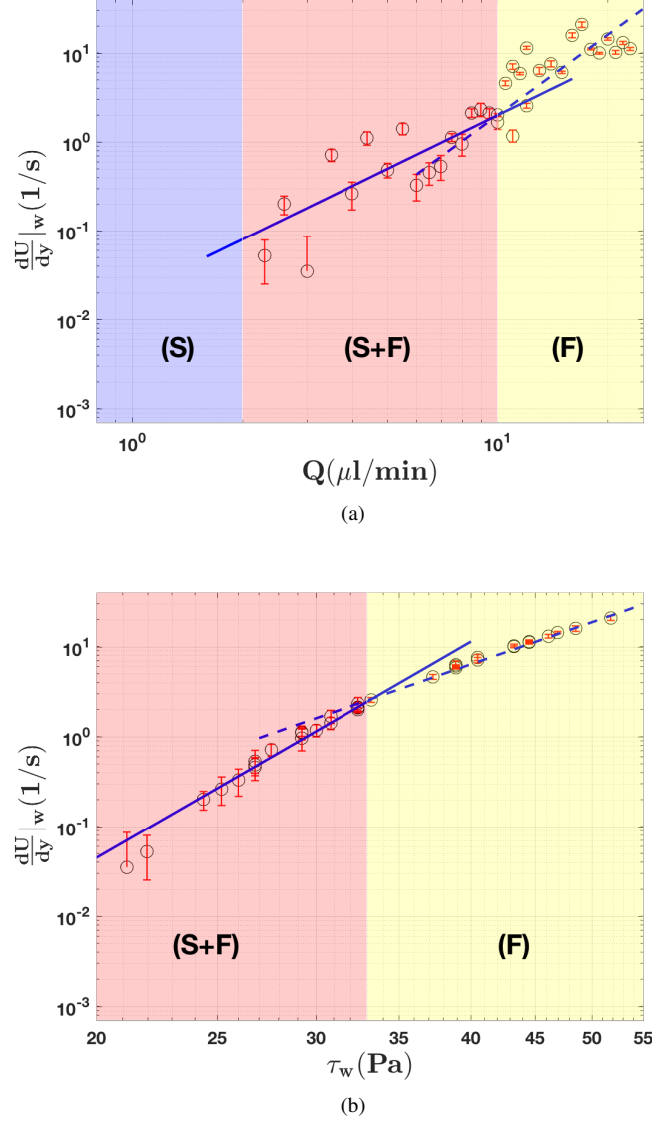 10^1
10^0
10^-1
10^-2
10^-3
dU/dy|w(1/s)
(S) (S+F) (F)
10^0 10^1
Q(μl/min)
(a)
10^1
10^0
10^-1
10^-2
10^-3
dU/dy|w(1/s)
(S+F) (F)
20 25 30 35 40 45 50 55
τw(Pa)
(b)